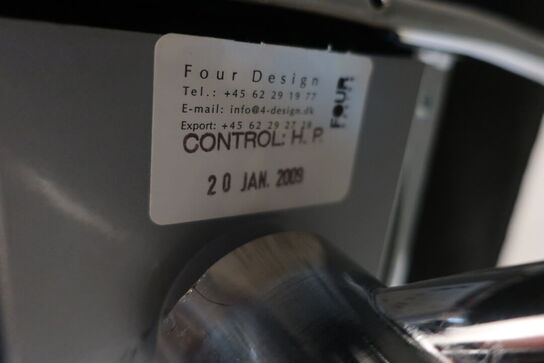 Four Design
Tel.: +45 62 29 19 77
E-mail: info@4-design.dk
Export: +45 62 29 27 28
CONTROL: H. P.
20 JAN. 2009
FOUR